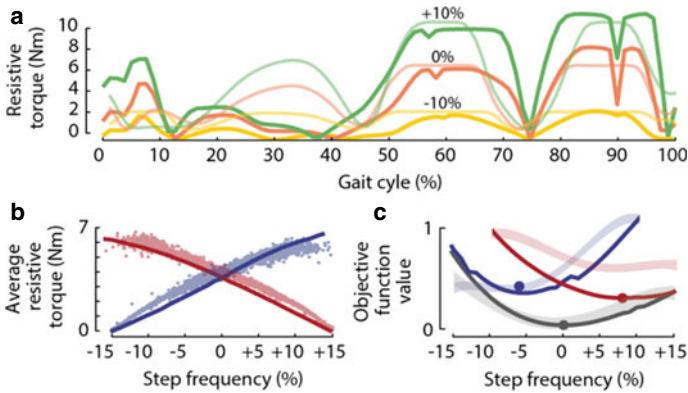 a
Resistive
torque (Nm)
10
8
6
4
2
0
+10%
0%
-10%
0 10 20 30 40 50 60 70 80 90 100
Gait cyle (%)
b
Average
resistive
torque (Nm)
7
0
-15 -10 -5 0 +5 +10 +15
Step frequency (%)
c
Objective
function
value
1
0
-15 -10 -5 0 +5 +10 +15
Step frequency (%)